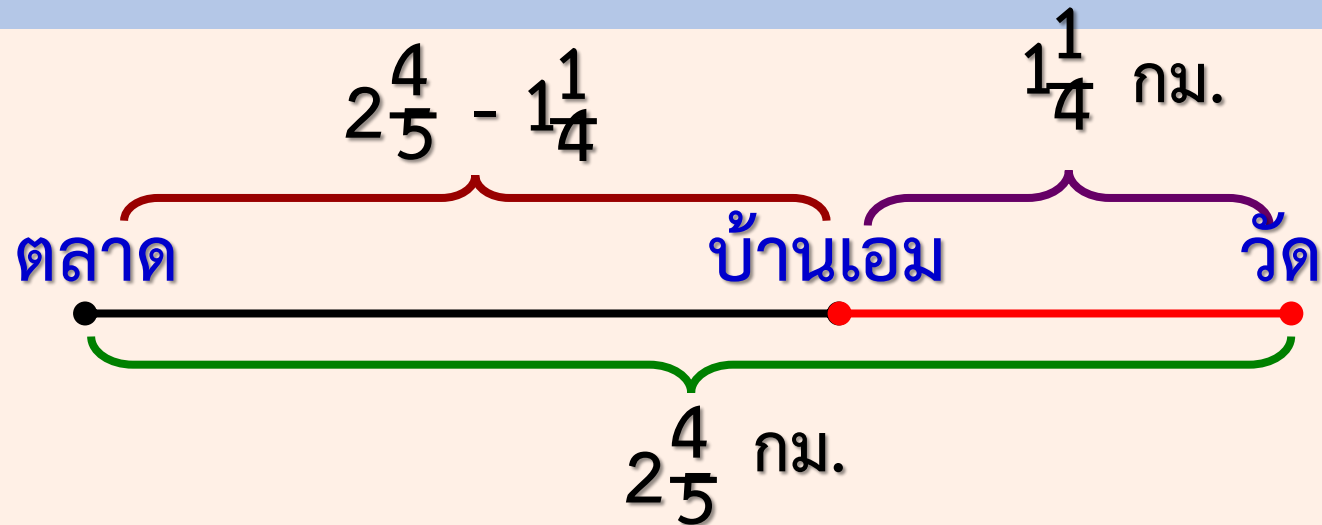 2 4/5 - 1 1/4
1 1/4 กม.
ตลาด บ้านเอม วัด
2 4/5 กม.